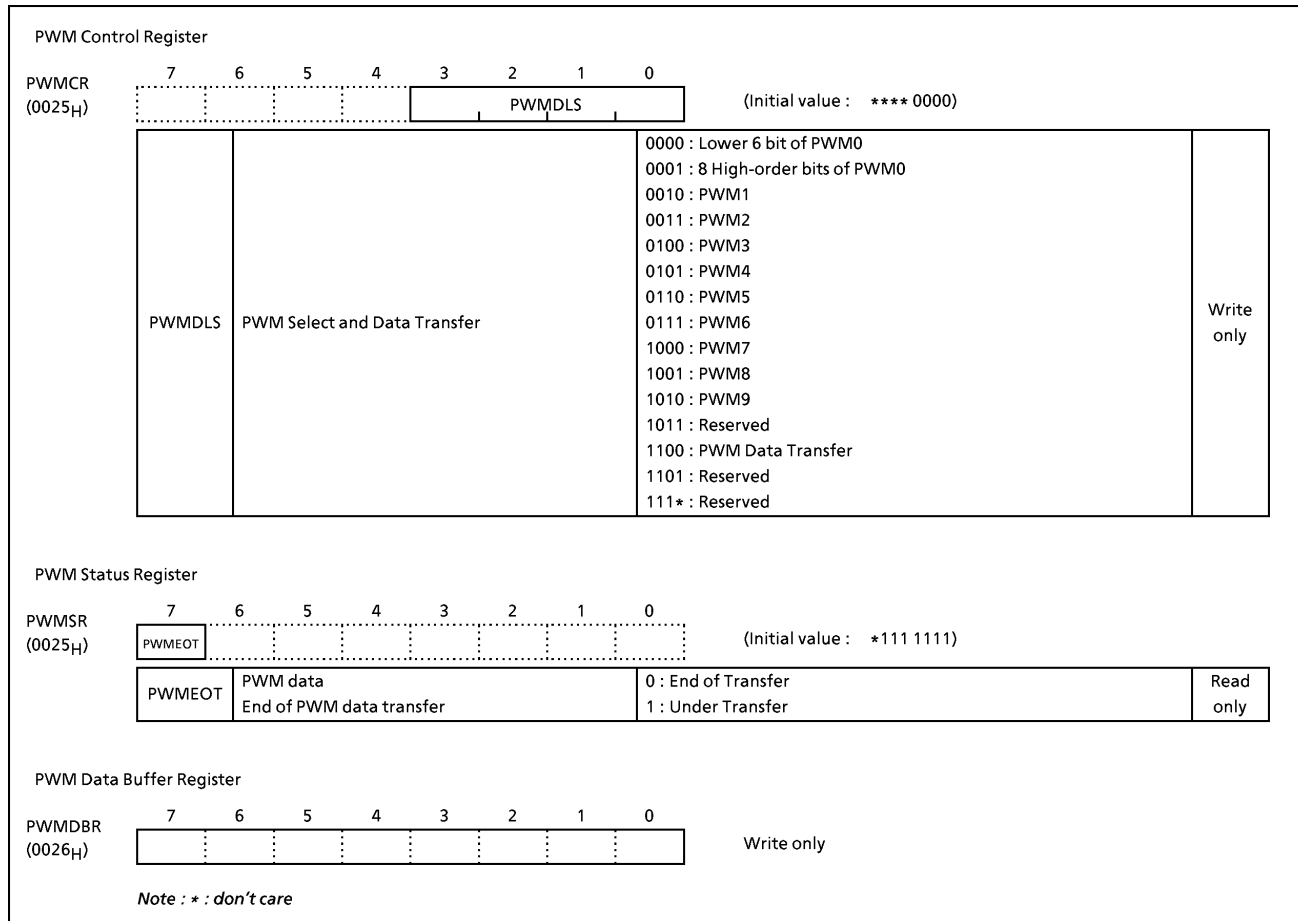 PWM Control Register
PWMCR
(0025H)
7 6 5 4 3 2 1 0
PWMDLS
(Initial value : **** 0000)
PWMDLS
PWM Select and Data Transfer
0000 : Lower 6 bit of PWM0
0001 : 8 High-order bits of PWM0
0010 : PWM1
0011 : PWM2
0100 : PWM3
0101 : PWM4
0110 : PWM5
0111 : PWM6
1000 : PWM7
1001 : PWM8
1010 : PWM9
1011 : Reserved
1100 : PWM Data Transfer
1101 : Reserved
111* : Reserved
Write
only
PWM Status Register
PWMSR
(0025H)
7 6 5 4 3 2 1 0
PWMEOT
(Initial value : *111 1111)
PWMEOT
PWM data
End of PWM data transfer
0 : End of Transfer
1 : Under Transfer
Read
only
PWM Data Buffer Register
PWMDBR
(0026H)
7 6 5 4 3 2 1 0
Write only
Note : * : don't care